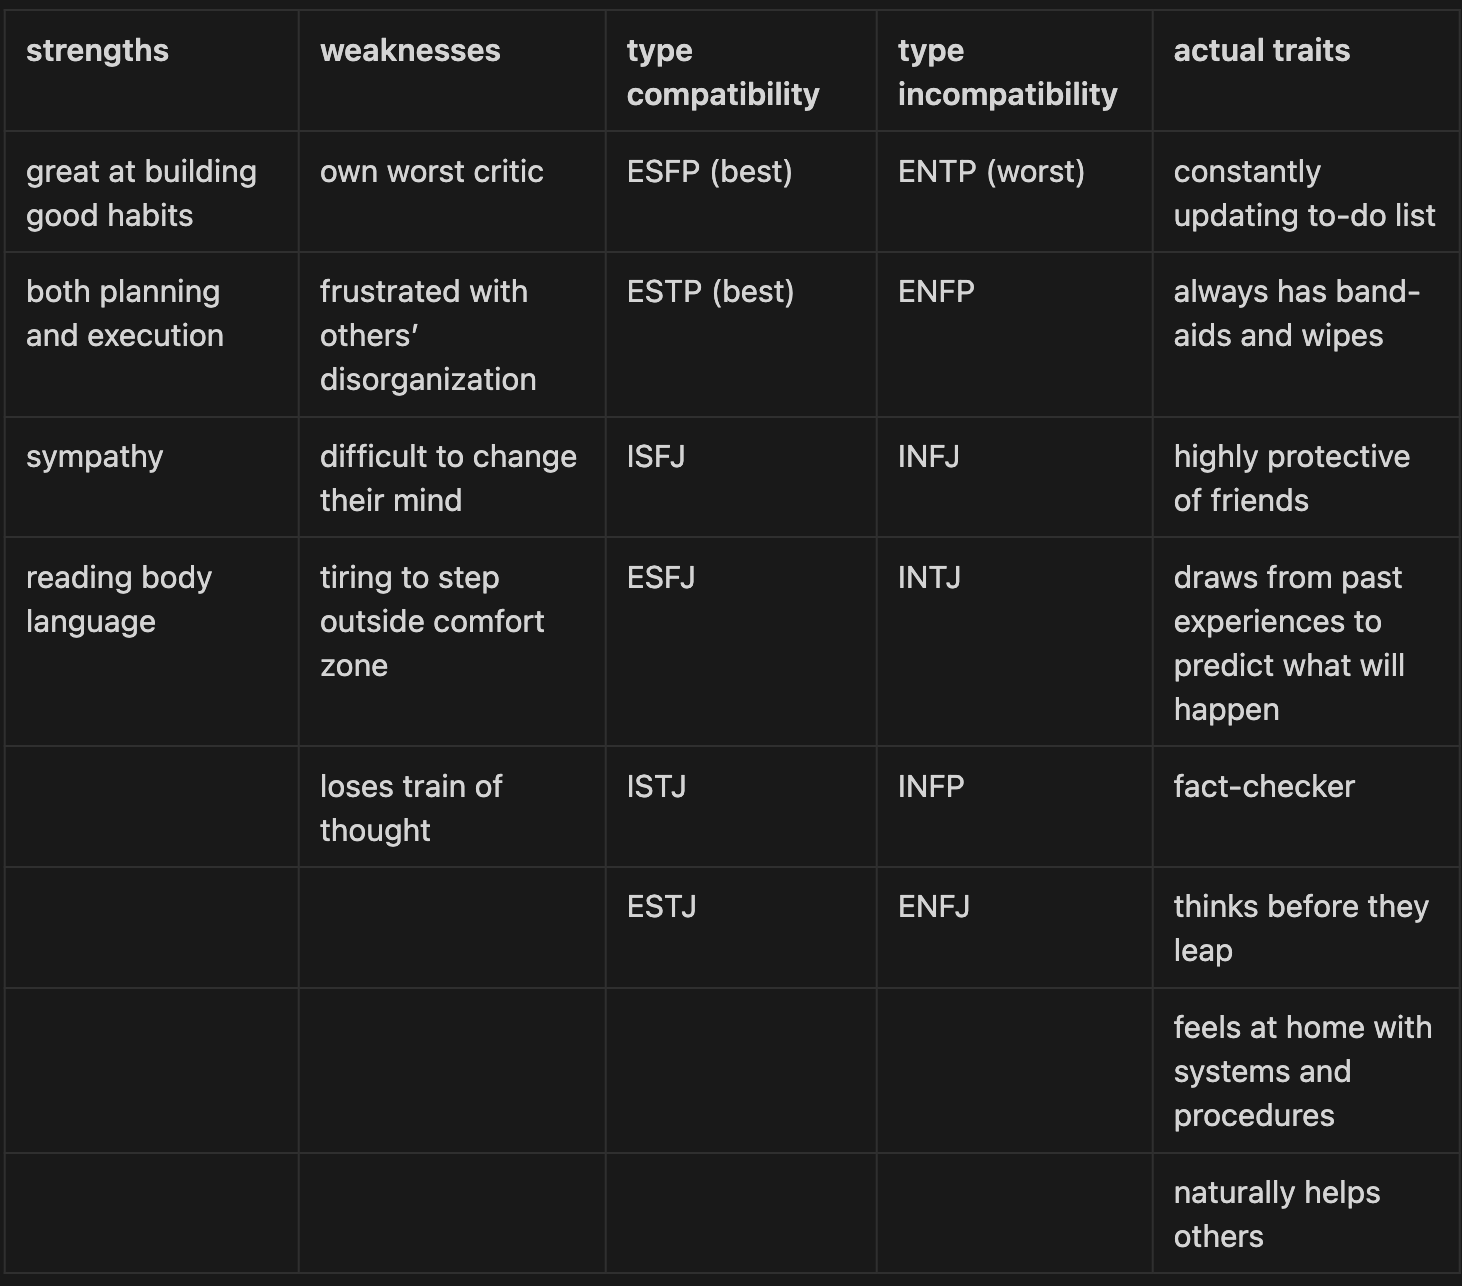 strengths
weaknesses
type
compatibility
type
incompatibility
actual traits
great at building
good habits
own worst critic
ESFP (best)
ENTP (worst)
constantly
updating to-do list
both planning
and execution
frustrated with
others’
disorganization
ESTP (best)
ENFP
always has band-
aids and wipes
sympathy
difficult to change
their mind
ISFJ
INFJ
highly protective
of friends
reading body
language
tiring to step
outside comfort
zone
ESFJ
INTJ
draws from past
experiences to
predict what will
happen
loses train of
thought
ISTJ
INFP
fact-checker
ESTJ
ENFJ
thinks before they
leap
feels at home with
systems and
procedures
naturally helps
others